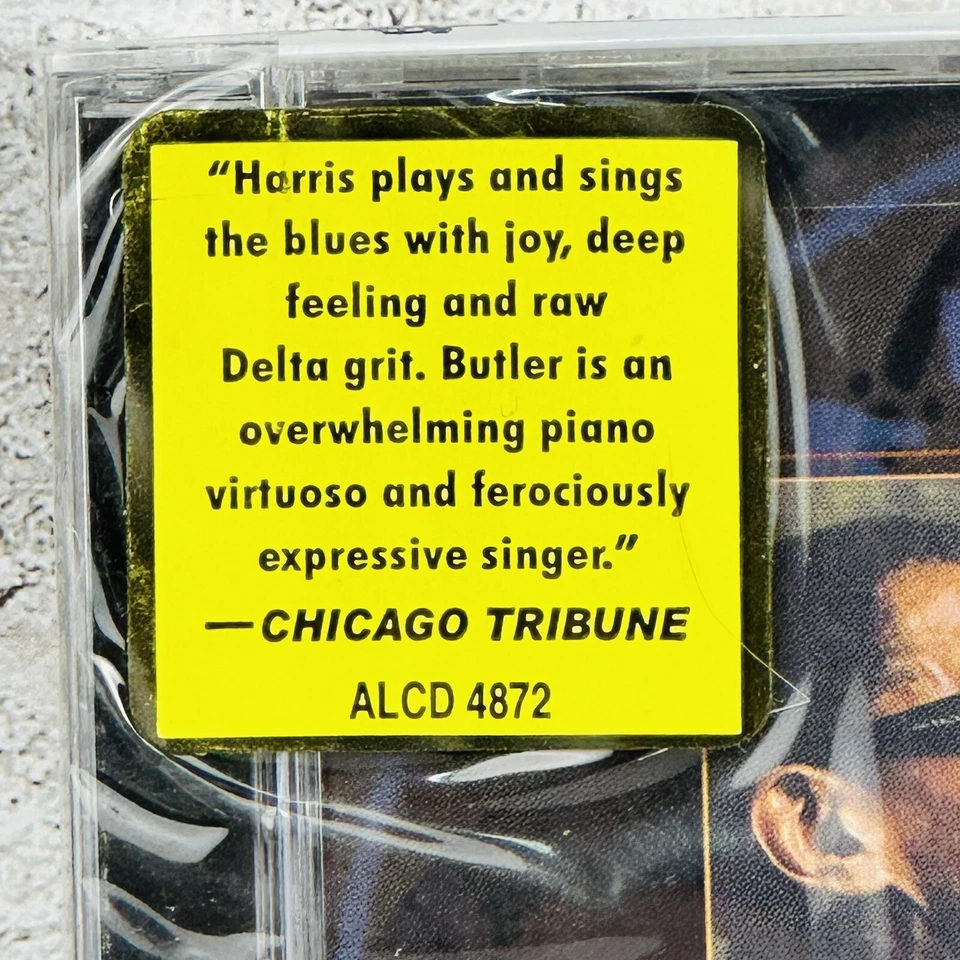 “Harris plays and sings
the blues with joy, deep
feeling and raw
Delta grit. Butler is an
overwhelming piano
virtuoso and ferociously
expressive singer.”
—CHICAGO TRIBUNE
ALCD 4872